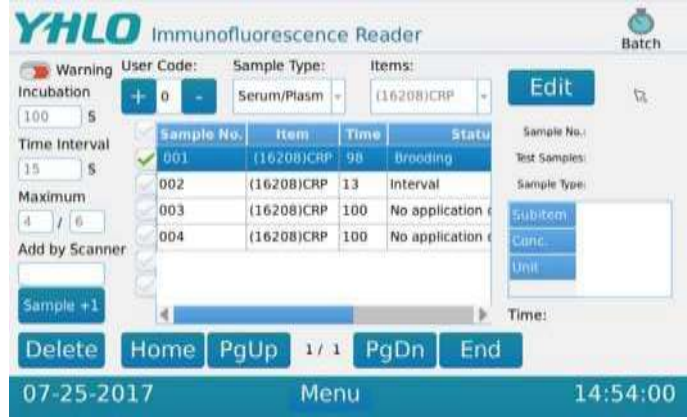 YHLO Immunofluorescence Reader
Batch
Warning
User Code:
Sample Type:
Items:
Incubation
+ 0 -
Serum/Plasm
(16208)CRP
Edit
100 S
Sample No. Item Time Statu
Sample No.:
Time Interval
001 (16208)CRP 98 Brooding
Test Samples:
15 S
002 (16208)CRP 13 Interval
Sample Type:
Maximum
4 / 6
003 (16208)CRP 100 No application
Subitem
Add by Scanner
004 (16208)CRP 100 No application
Conc.
Unit
Sample +1
Time:
Delete Home PgUp 1/ 1 PgDn End
07-25-2017 Menu 14:54:00